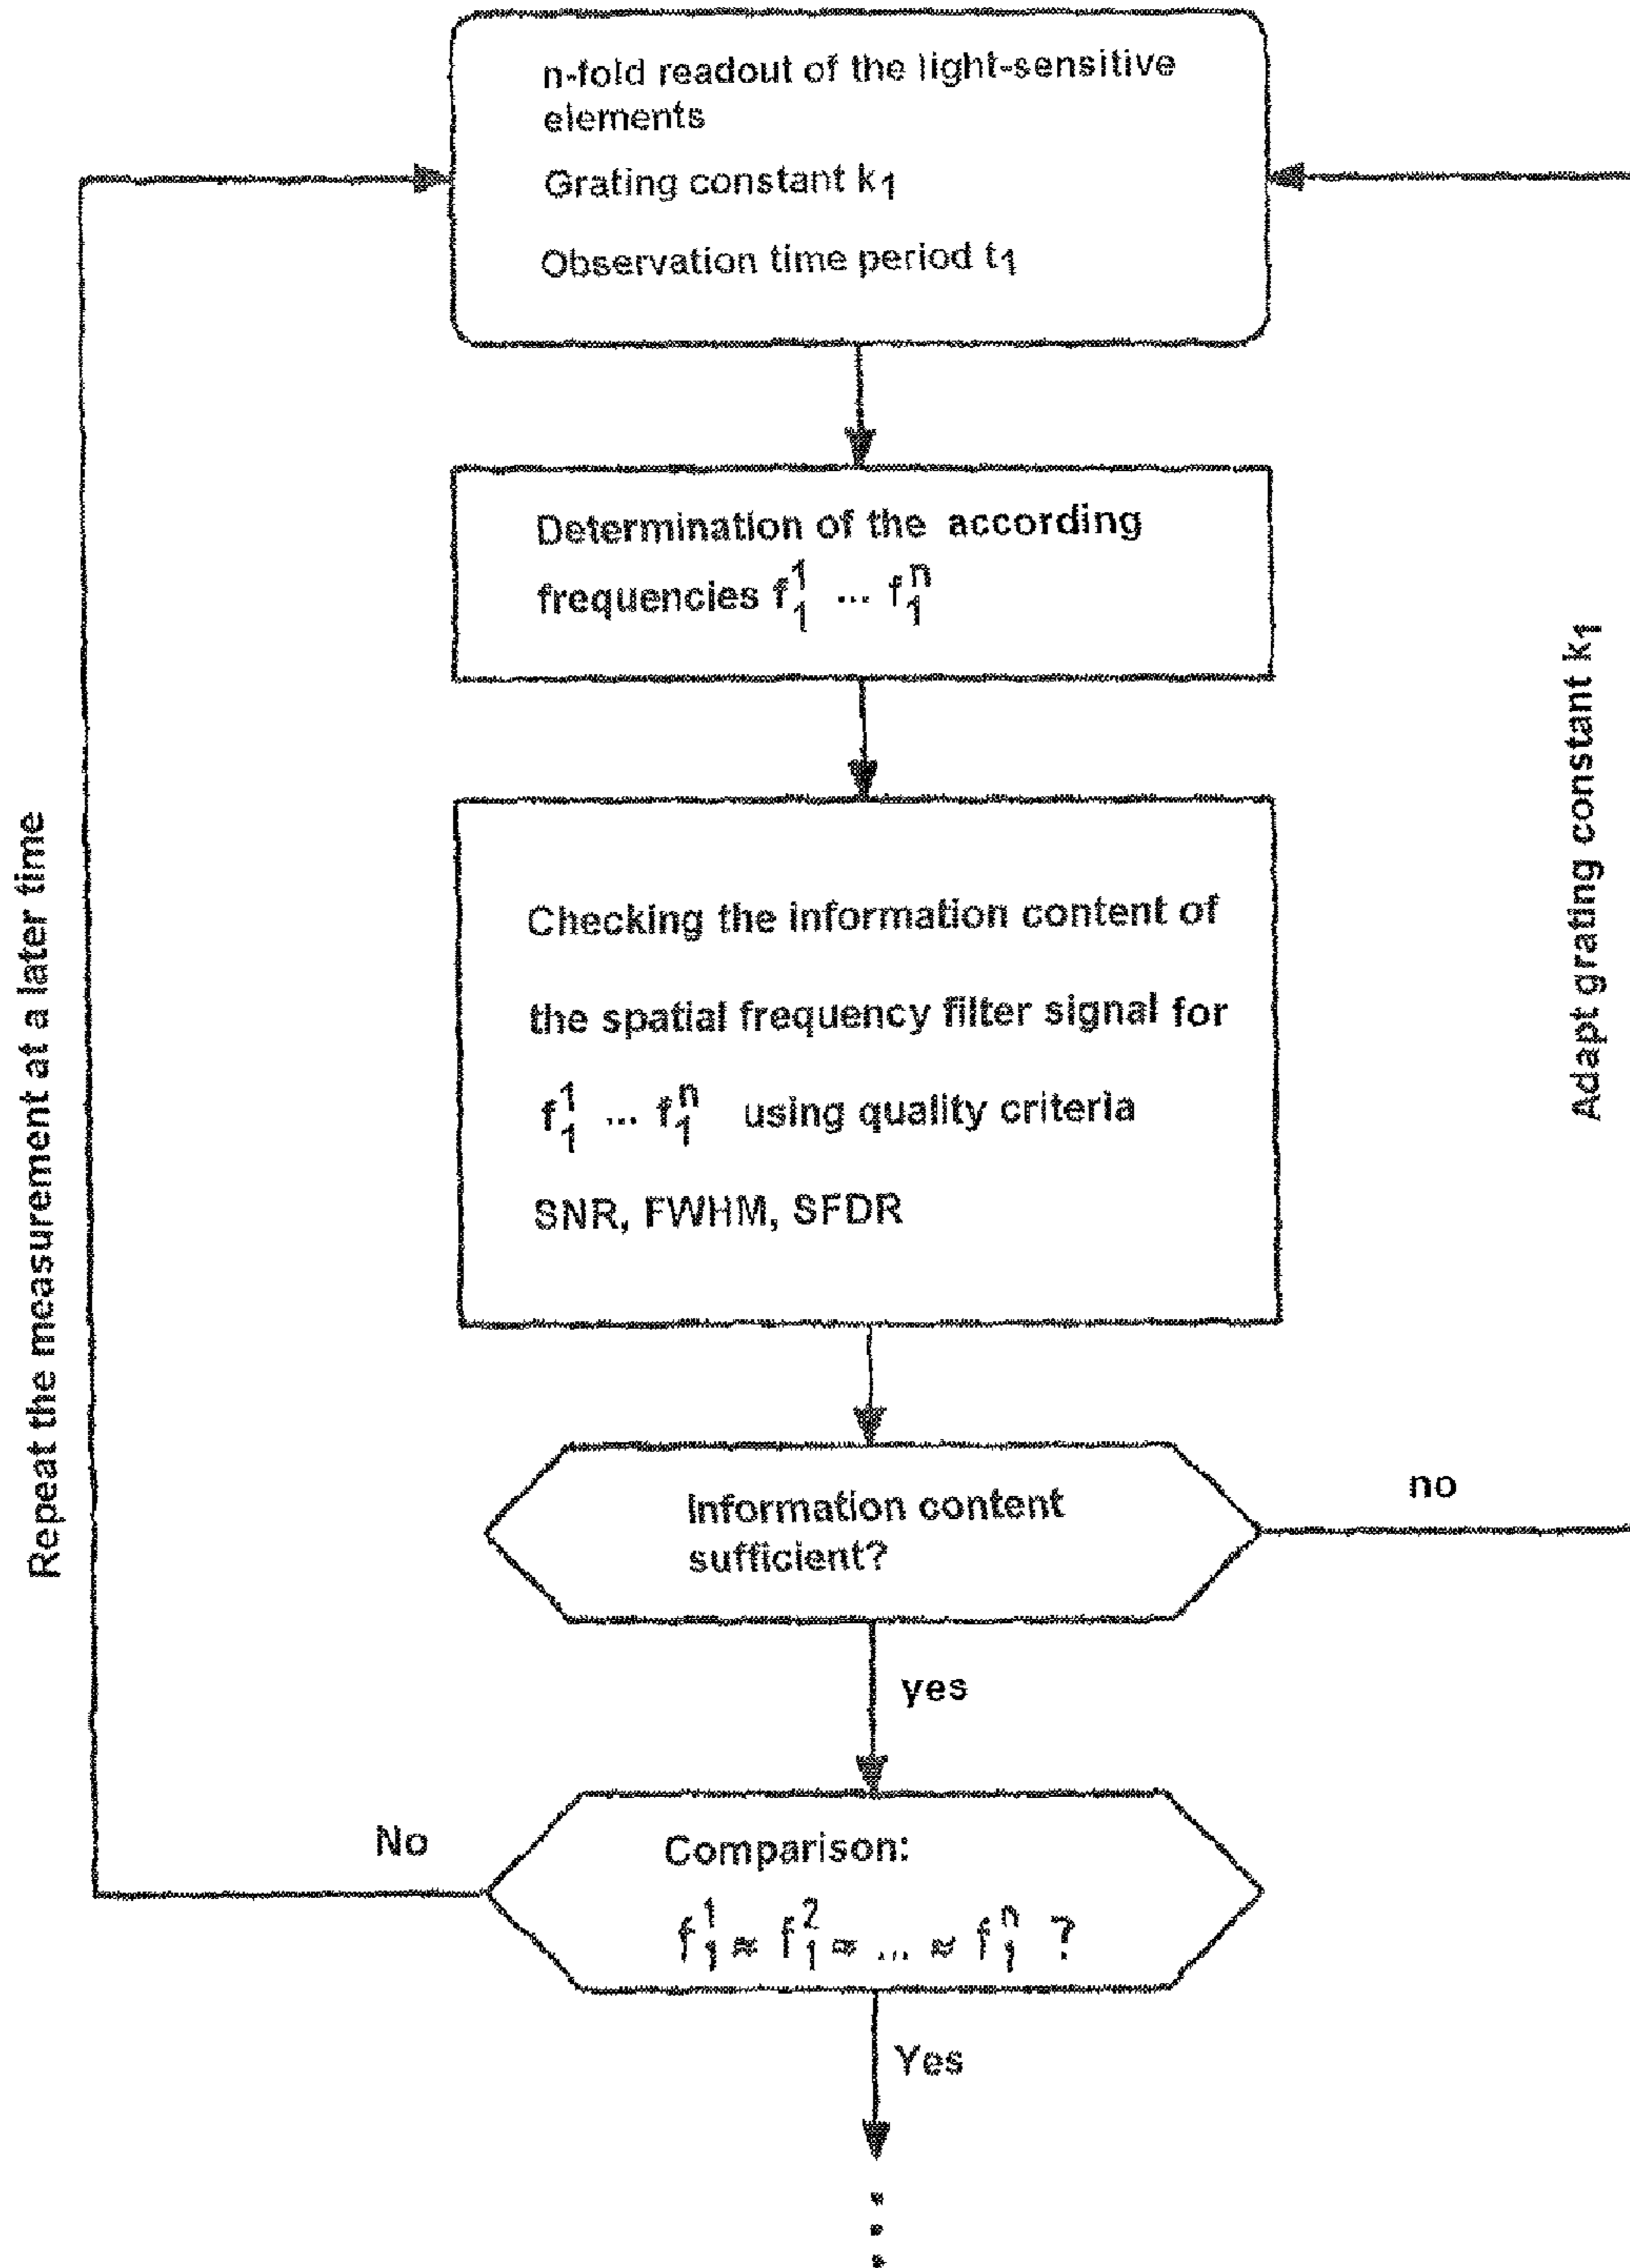 n-fold readout of the light-sensitive
elements
Grating constant k₁
Observation time period t₁
Determination of the according
frequencies f₁¹ ... f₁ⁿ
Checking the information content of
the spatial frequency filter signal for
f₁¹ ... f₁ⁿ using quality criteria
SNR, FWHM, SFDR
Information content
sufficient?
no
Adapt grating constant k₁
yes
Comparison:
f₁¹ ≈ f₁² ≈ ... ≈ f₁ⁿ ?
No
Repeat the measurement at a later time
Yes